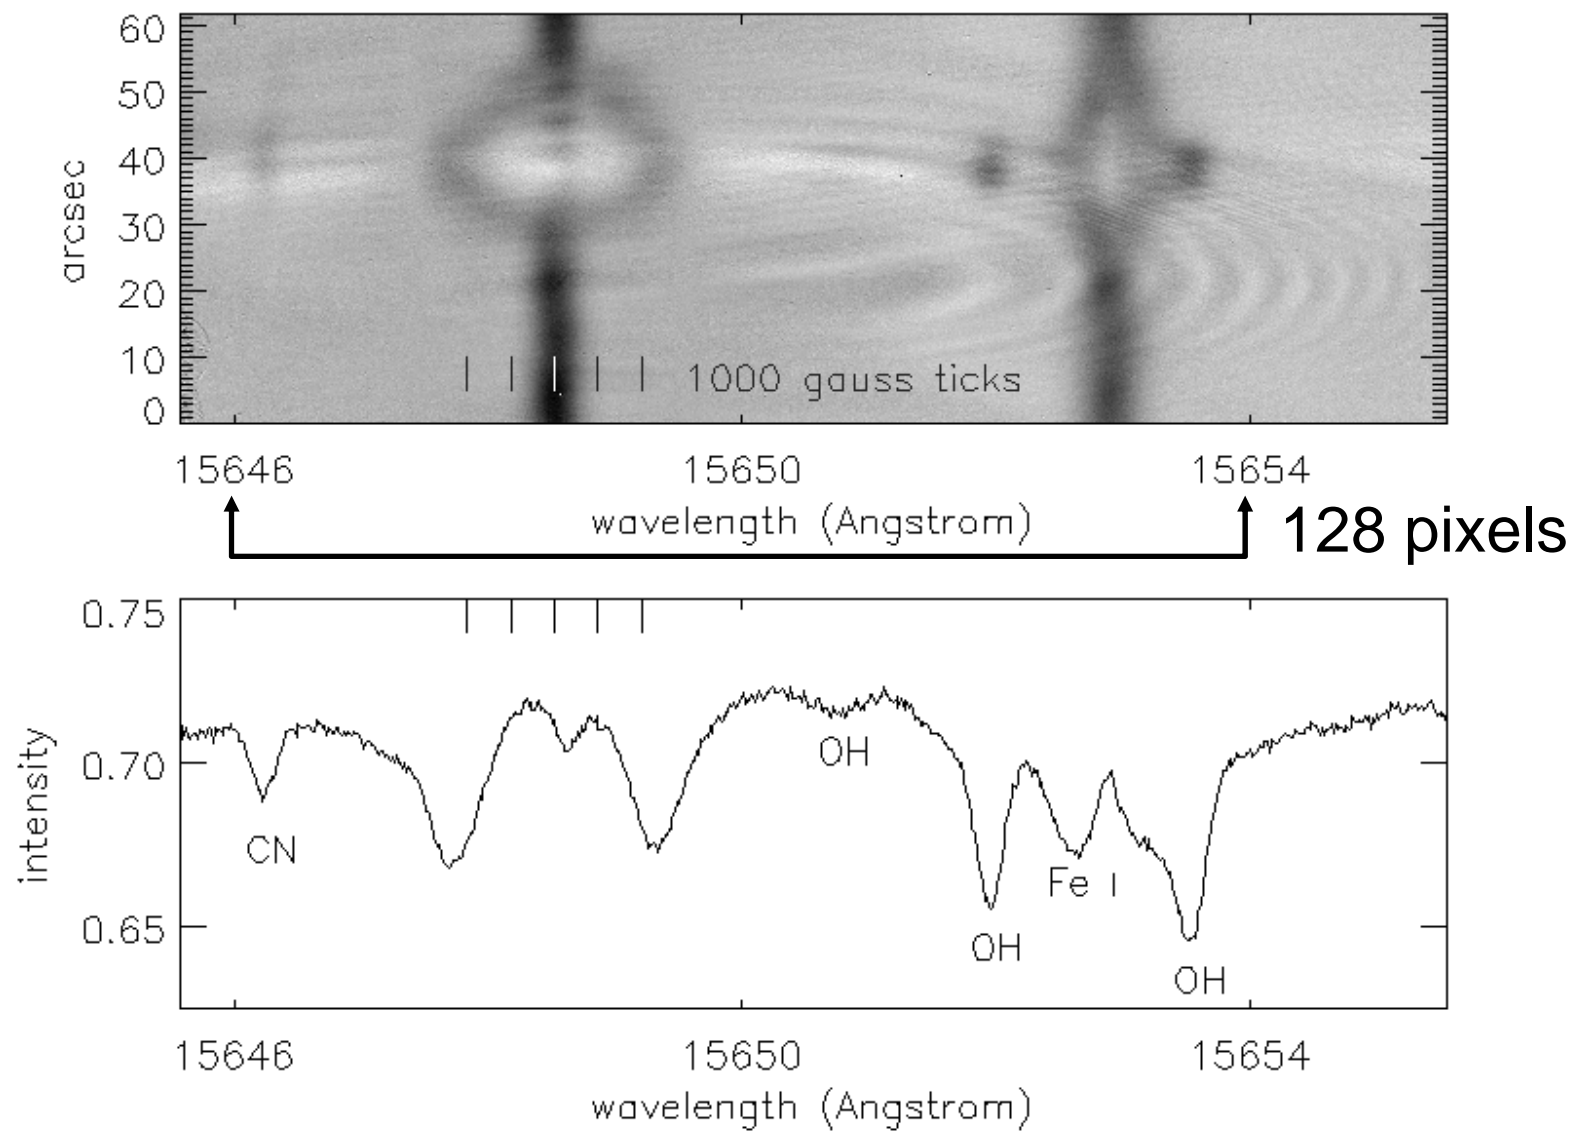 60
50
40
30
20
10
0
arcsec
1000 gauss ticks
15646 15650 15654
wavelength (Angstrom)
128 pixels
0.75
0.70
0.65
intensity
CN
OH
OH
Fe I
OH
15646 15650 15654
wavelength (Angstrom)